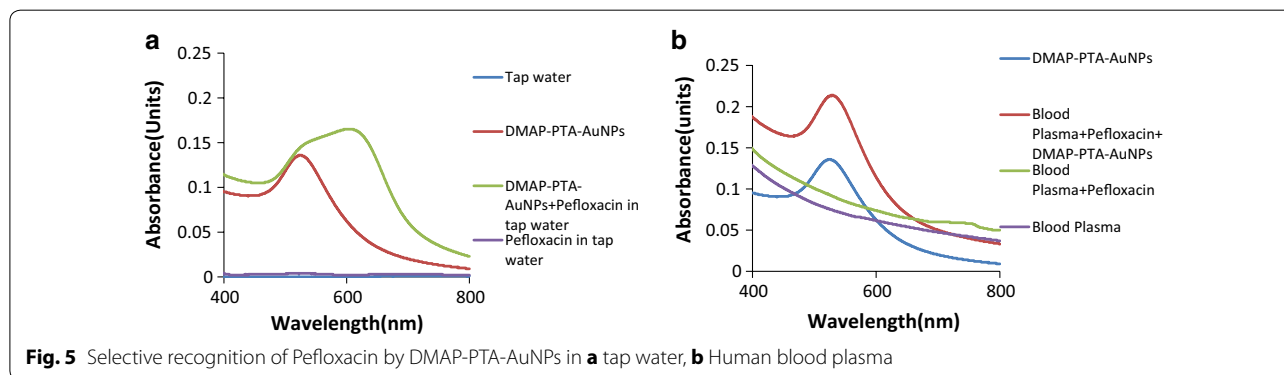 a
0.25
0.2
0.15
0.1
0.05
0
400
600
800
Absorbance(Units)
Wavelength(nm)
Tap water
DMAP-PTA-AuNPs
DMAP-PTA-
AuNPs+Pefloxacin in
tap water
Pefloxacin in tap
water
b
0.25
0.2
0.15
0.1
0.05
0
400
600
800
Absorbance(units)
Wavelength(nm)
DMAP-PTA-AuNPs
Blood
Plasma+Pefloxacin+
DMAP-PTA-AuNPs
Blood
Plasma+Pefloxacin
Blood Plasma
Fig. 5 Selective recognition of Pefloxacin by DMAP-PTA-AuNPs in a tap water, b Human blood plasma